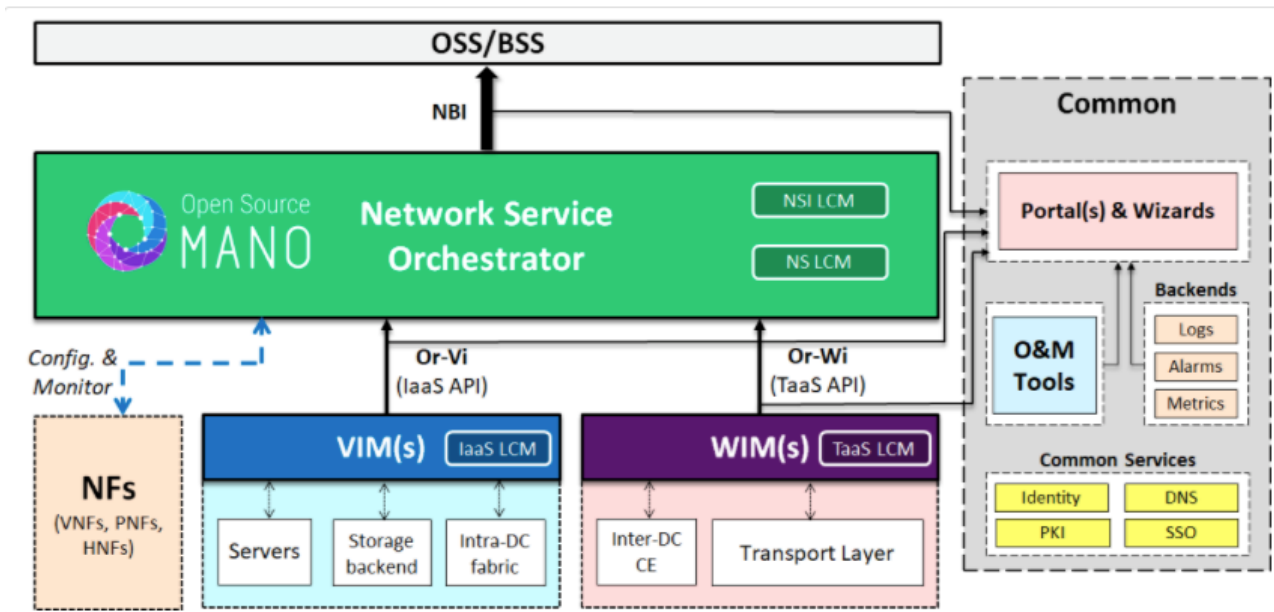 OSS/BSS
NBI
Common
Open Source
MANO
Network Service
Orchestrator
NSI LCM
NS LCM
Portal(s) & Wizards
Backends
Logs
Alarms
Metrics
O&M
Tools
Config. &
Monitor
Or-Vi
(IaaS API)
Or-Wi
(TaaS API)
NFs
(VNFs, PNFs,
HNFs)
VIM(s)
IaaS LCM
Servers
Storage
backend
Intra-DC
fabric
WIM(s)
TaaS LCM
Inter-DC
CE
Transport Layer
Common Services
Identity
DNS
PKI
SSO